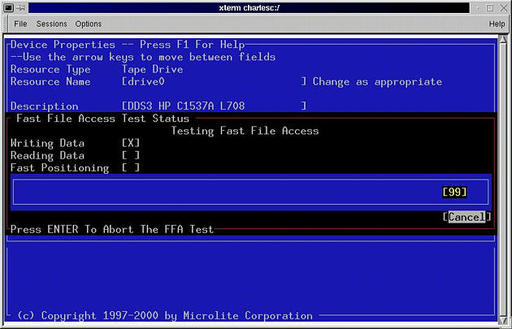 xterm charlesc:/
File Sessions Options Help
Device Properties -- Press F1 For Help
--Use the arrow keys to move between fields
Resource Type Tape Drive
Resource Name [drive0 ] Change as appropriate
Description [DDS3 HP C1537A L708 ]
Fast File Access Test Status
Testing Fast File Access
Writing Data [X]
Reading Data [ ]
Fast Positioning [ ]
[99]
[Cancel]
Press ENTER To Abort The FFA Test
(c) Copyright 1997-2000 by Microlite Corporation